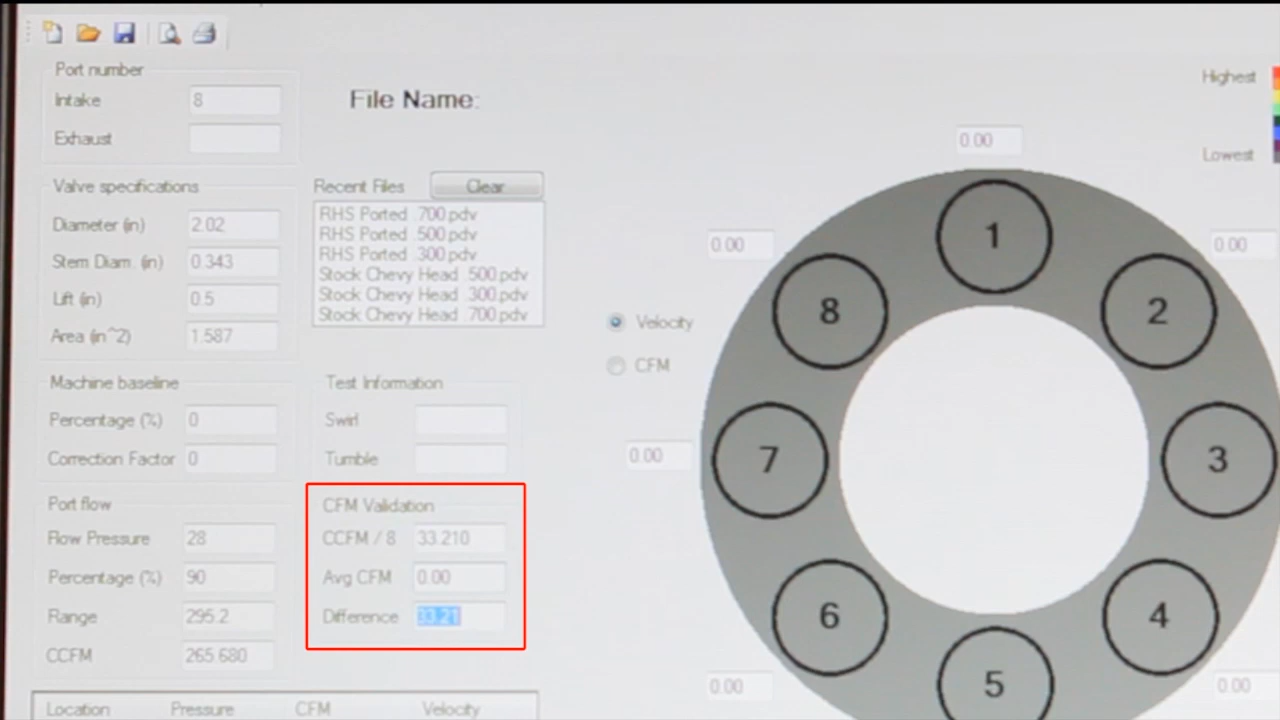 Port number
Intake 8
Exhaust
File Name:
Highest
Lowest
0.00
Valve specifications
Diameter (in) 2.02
Stem Diam. (in) 0.343
Lift (in) 0.5
Area (in^2) 1.587
Recent Files Clear
RHS Ported .700.pdv
RHS Ported .500.pdv
RHS Ported .300.pdv
Stock Chevy Head .500.pdv
Stock Chevy Head .300.pdv
Stock Chevy Head .700.pdv
Velocity
CFM
0.00
0.00
1
8
2
7
3
6
4
5
0.00
Machine baseline
Percentage (%) 0
Correction Factor 0
Test Information
Swirl
Tumble
Port flow
Flow Pressure 28
Percentage (%) 90
Range 295.2
CCFM 265.680
CFM Validation
CCFM / 8 33.210
Avg CFM 0.00
Difference 33.21
0.00
0.00
Location Pressure CFM Velocity